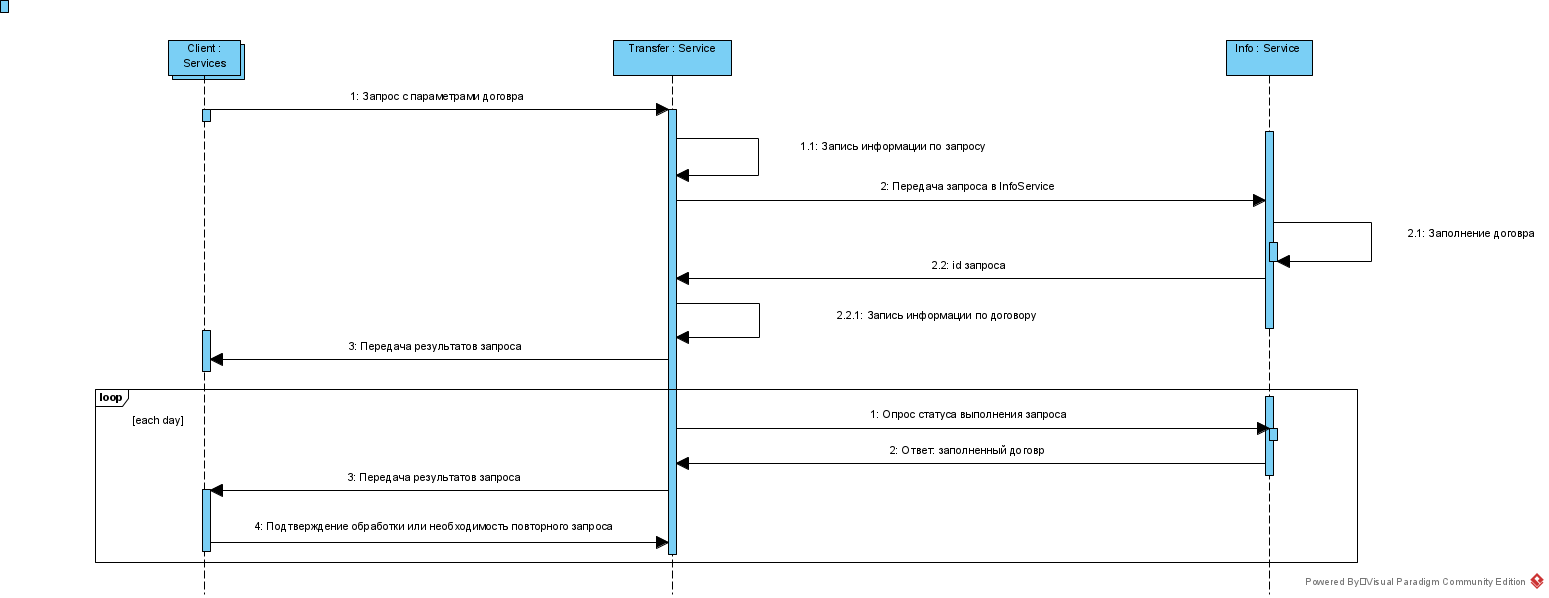 Client :
Services
Transfer : Service
Info : Service
1: Запрос с параметрами договра
1.1: Запись информации по запросу
2: Передача запроса в InfoService
2.1: Заполнение договра
2.2: id запроса
2.2.1: Запись информации по договору
3: Передача результатов запроса
loop
[each day]
1: Опрос статуса выполнения запроса
2: Ответ: заполненный договр
3: Передача результатов запроса
4: Подтверждение обработки или необходимость повторного запроса
Powered By Visual Paradigm Community Edition